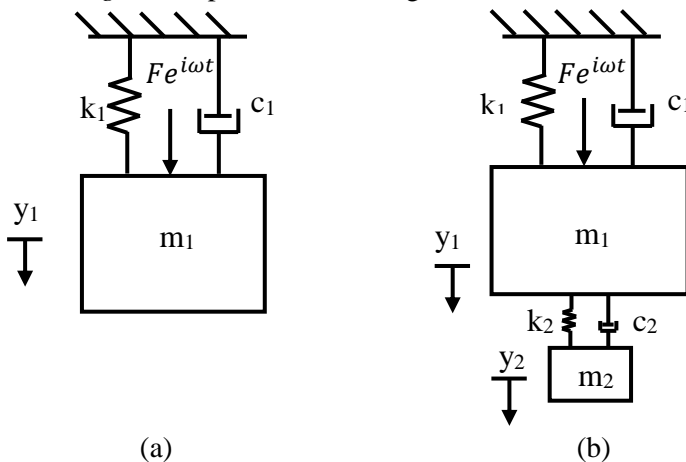 Feiωt Feiωt
k1 c1 k1 c1
y1 m1 y1 m1
k2 c2
y2 m2
(a) (b)